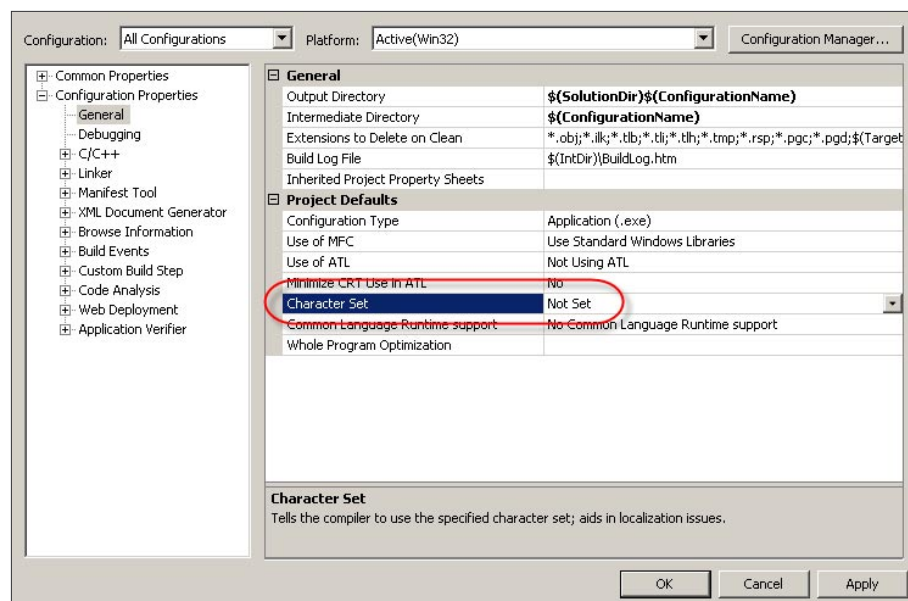 Configuration: All Configurations Platform: Active(Win32) Configuration Manager...
Common Properties
Configuration Properties
General
Debugging
C/C++
Linker
Manifest Tool
XML Document Generator
Browse Information
Build Events
Custom Build Step
Code Analysis
Web Deployment
Application Verifier
General
Output Directory $(SolutionDir)$(ConfigurationName)
Intermediate Directory $(ConfigurationName)
Extensions to Delete on Clean *.obj;*.ilk;*.tlb;*.tli;*.tlh;*.tmp;*.rsp;*.pgc;*.pgd;$(Target
Build Log File $(IntDir)\BuildLog.htm
Inherited Project Property Sheets
Project Defaults
Configuration Type Application (.exe)
Use of MFC Use Standard Windows Libraries
Use of ATL Not Using ATL
Minimize CRT Use in ATL No
Character Set Not Set
Common Language Runtime support No Common Language Runtime support
Whole Program Optimization
Character Set
Tells the compiler to use the specified character set; aids in localization issues.
OK Cancel Apply